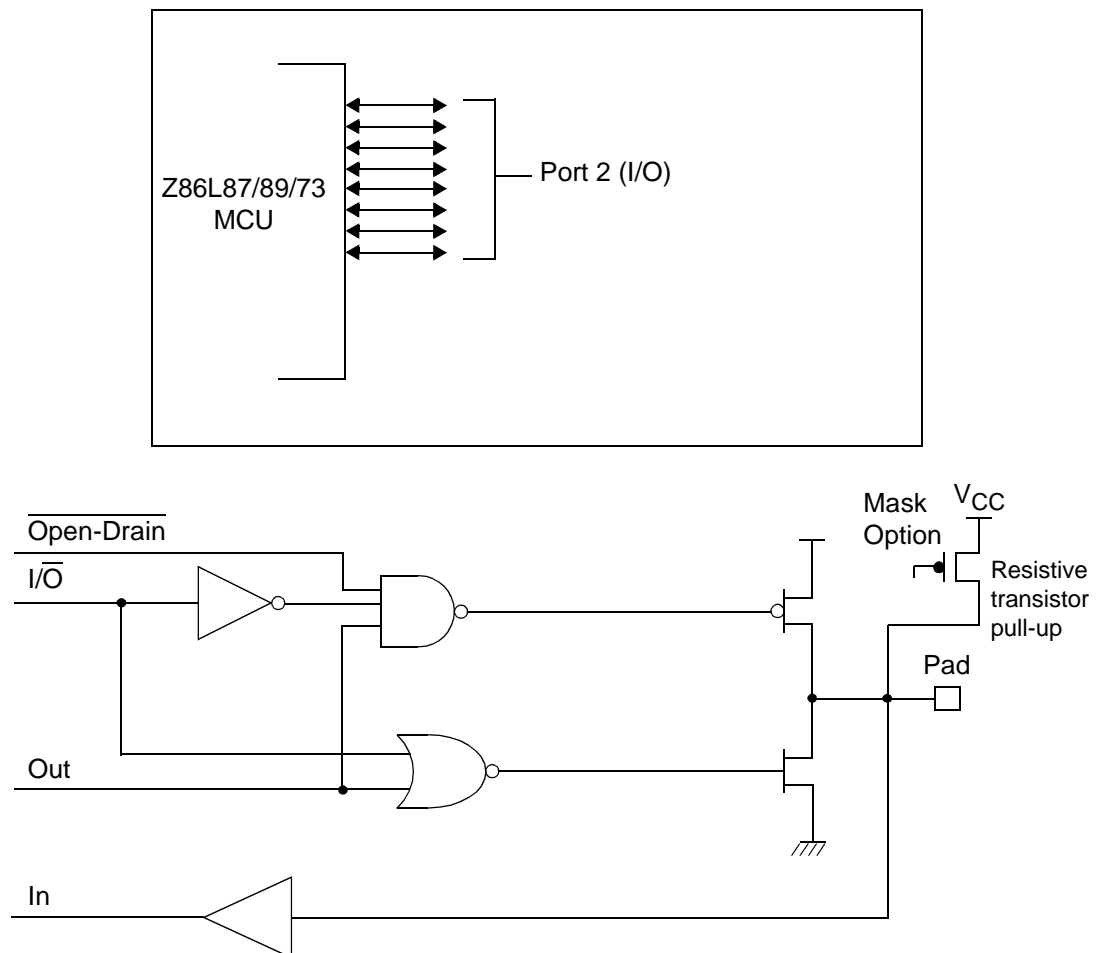 Z86L87/89/73
MCU
Port 2 (I/O)
Open-Drain
I/O
Mask
Option
VCC
Resistive
transistor
pull-up
Pad
Out
In